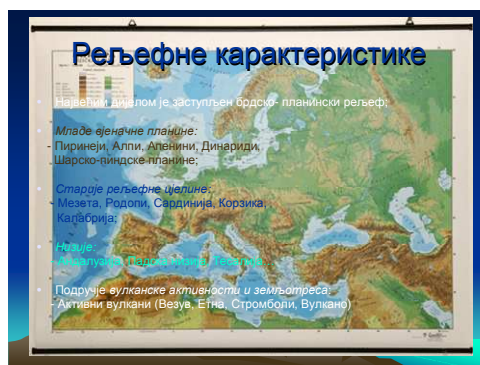 Рељефне карактеристике
Највећим дијелом је заступљен брдско- планински рељеф;
Младе вјеначне планине:
- Пиринеји, Алпи, Апенини, Динариди,
Шарско-пиндске планине;
Старије рељефне цјелине:
- Мезета, Родопи, Сардинија, Корзика,
Калабрија;
Низије:
- Андалузија, Падска низија, Тесалија...
Подручје вулканске активности и земљотреса:
- Активни вулкани (Везув, Етна, Стромболи, Вулкано)